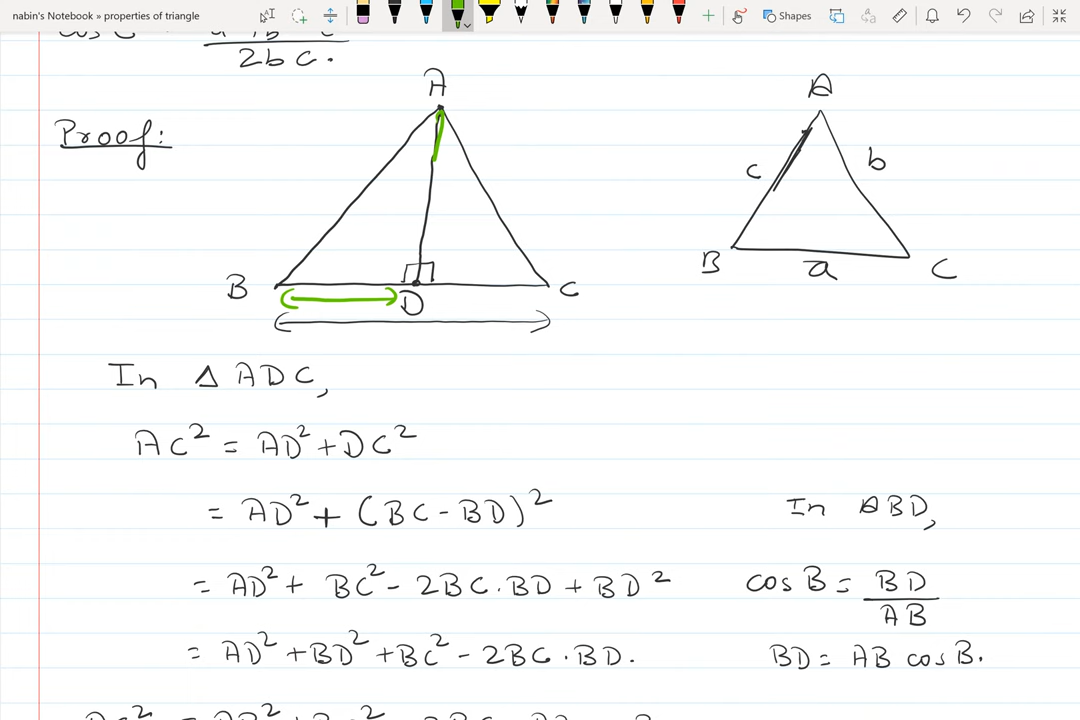 nabin's Notebook » properties of triangle
Shapes
2bc.
Proof:
A
B
D
C
A
c
b
B
a
C
In Δ ADC,
AC² = AD² + DC²
= AD² + (BC - BD)²
= AD² + BC² - 2BC.BD + BD²
= AD² + BD² + BC² - 2BC.BD.
In ABD,
cos B = BD
AB
BD = AB cos B.